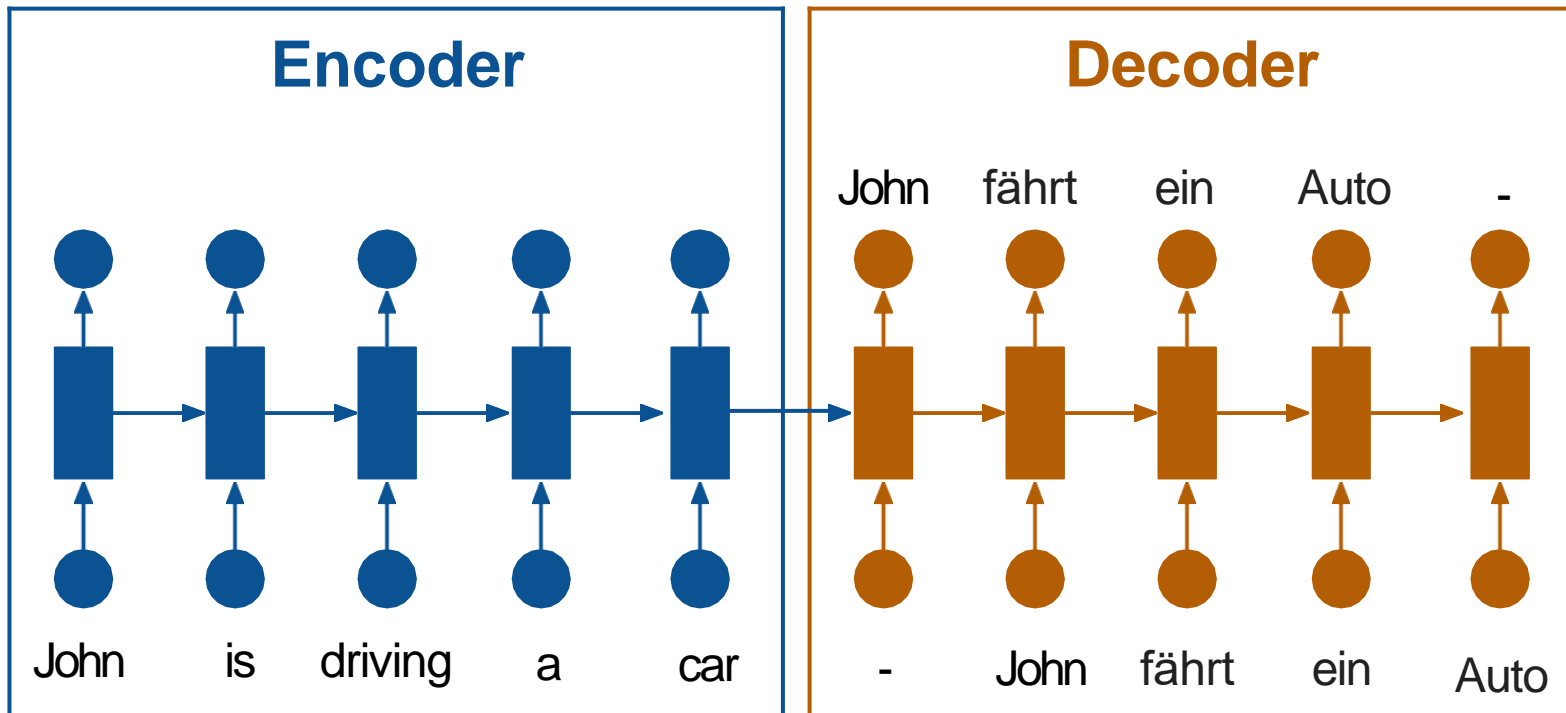 Encoder
John is driving a car
Decoder
John fährt ein Auto -
- John fährt ein Auto